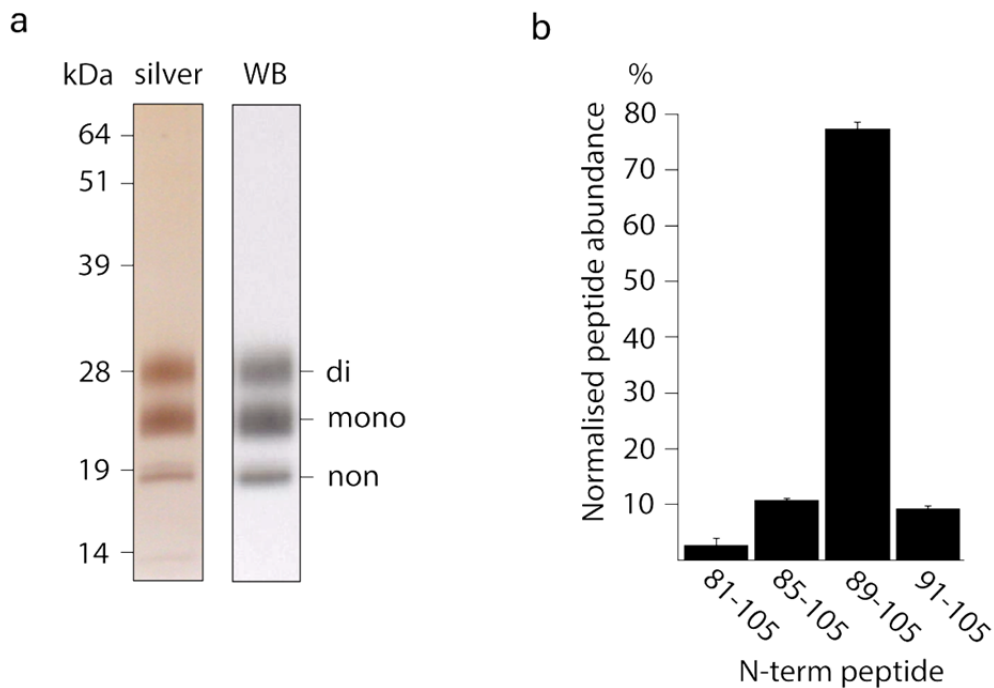 a
kDa silver WB
64
51
39
28
19
14
di
mono
non
b
%
Normalised peptide abundance
80
70
60
50
40
30
20
10
81-105
85-105
89-105
91-105
N-term peptide